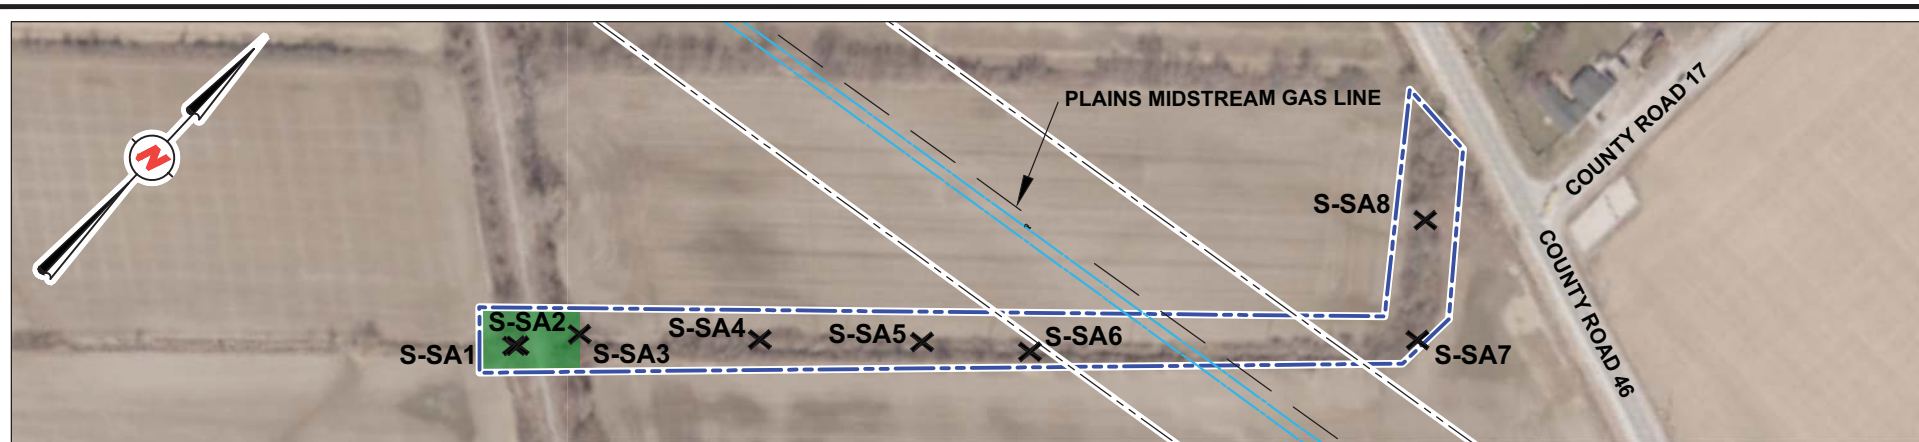 N
PLAINS MIDSTREAM GAS LINE
COUNTY ROAD 17
S-SA8
COUNTY ROAD 46
S-SA2
S-SA1
S-SA3
S-SA4
S-SA5
S-SA6
S-SA7